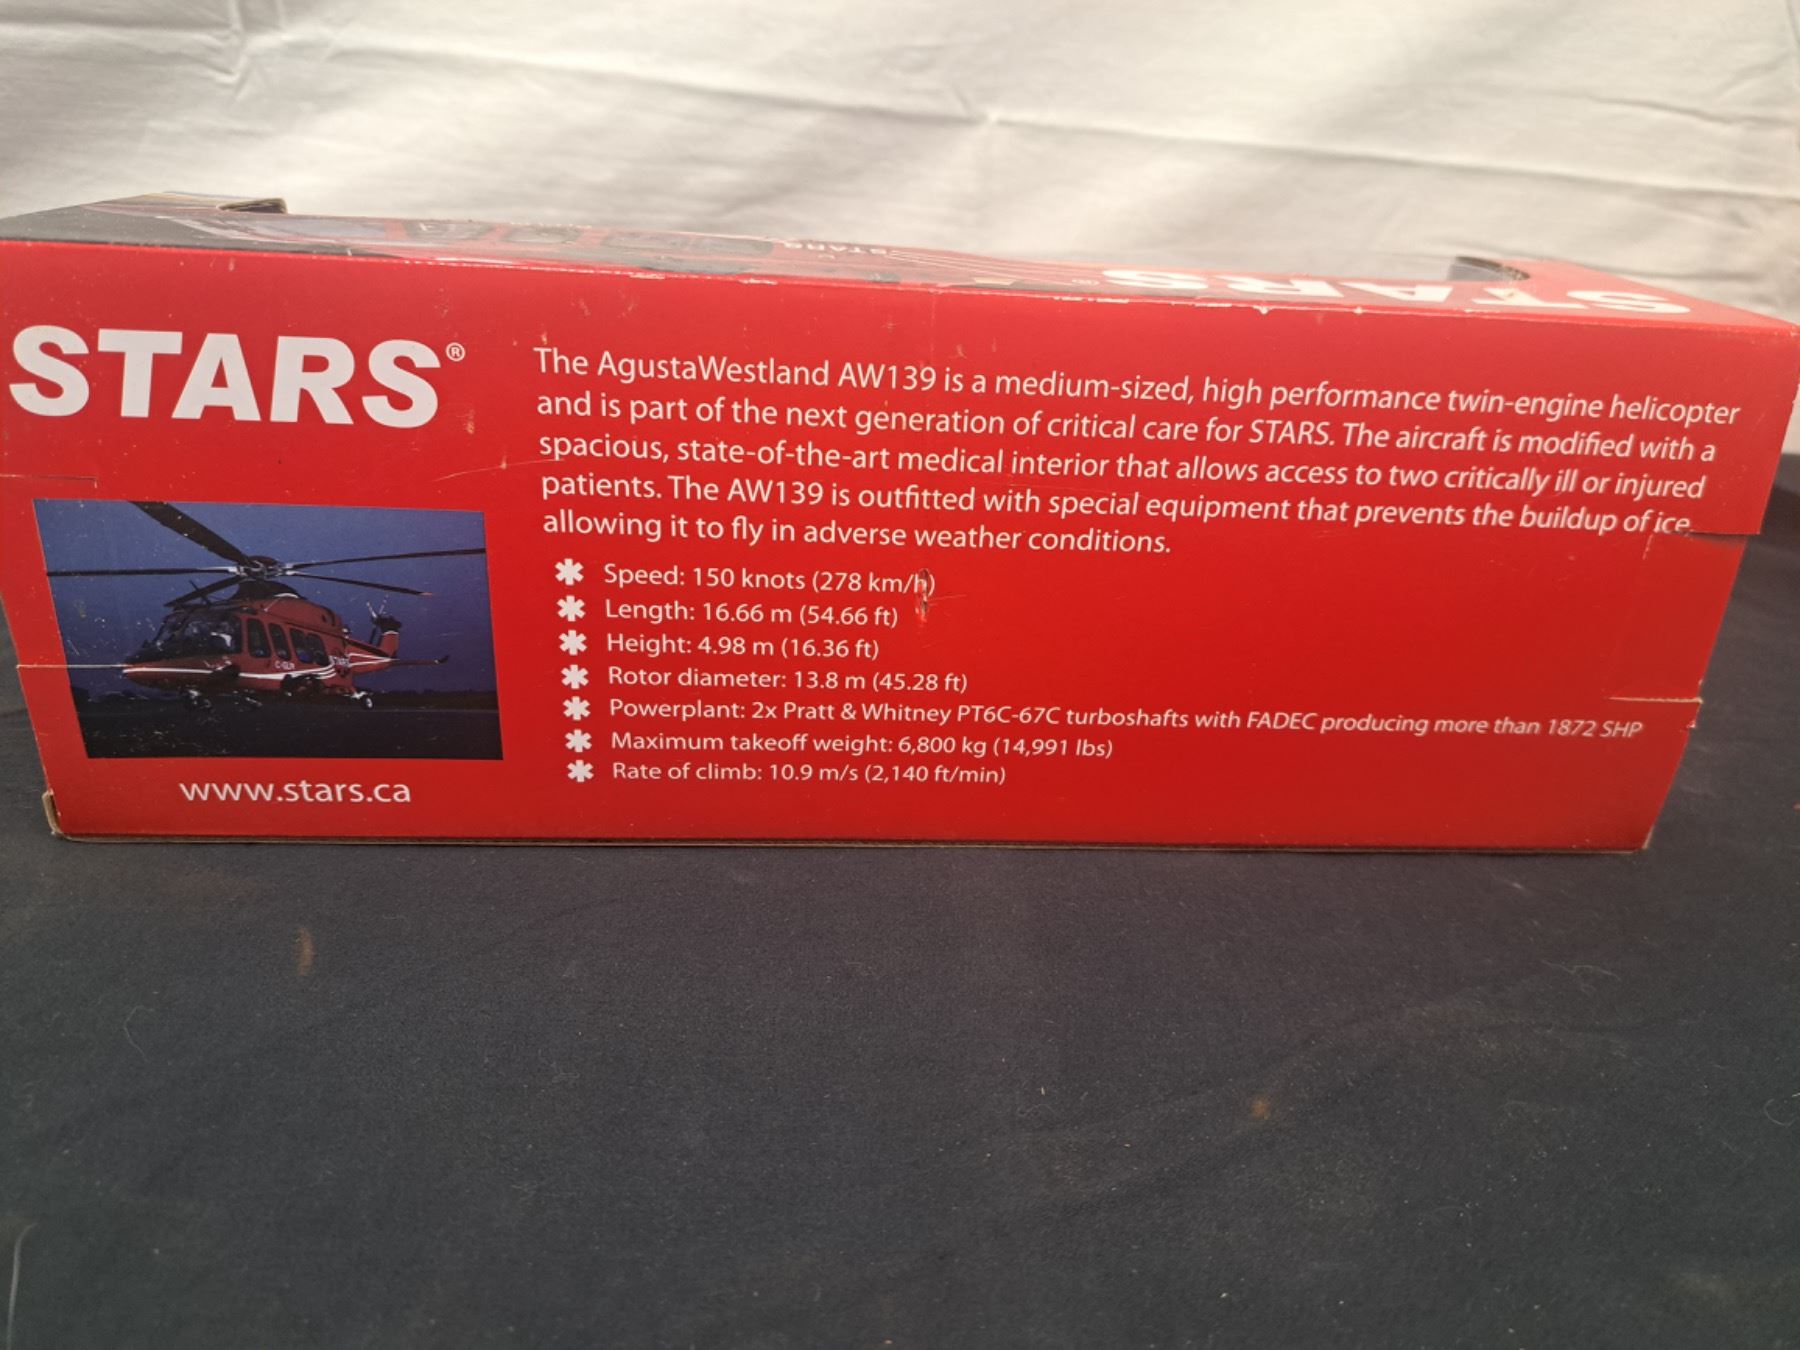 STARS
STARS
STARS
STARS®
The AgustaWestland AW139 is a medium-sized, high performance twin-engine helicopter
and is part of the next generation of critical care for STARS. The aircraft is modified with a
spacious, state-of-the-art medical interior that allows access to two critically ill or injured
patients. The AW139 is outfitted with special equipment that prevents the buildup of ice
allowing it to fly in adverse weather conditions.
✱ Speed: 150 knots (278 km/h)
✱ Length: 16.66 m (54.66 ft)
✱ Height: 4.98 m (16.36 ft)
✱ Rotor diameter: 13.8 m (45.28 ft)
✱ Powerplant: 2x Pratt & Whitney PT6C-67C turboshafts with FADEC producing more than 1872 SHP
✱ Maximum takeoff weight: 6,800 kg (14,991 lbs)
✱ Rate of climb: 10.9 m/s (2,140 ft/min)
STARS
www.stars.ca